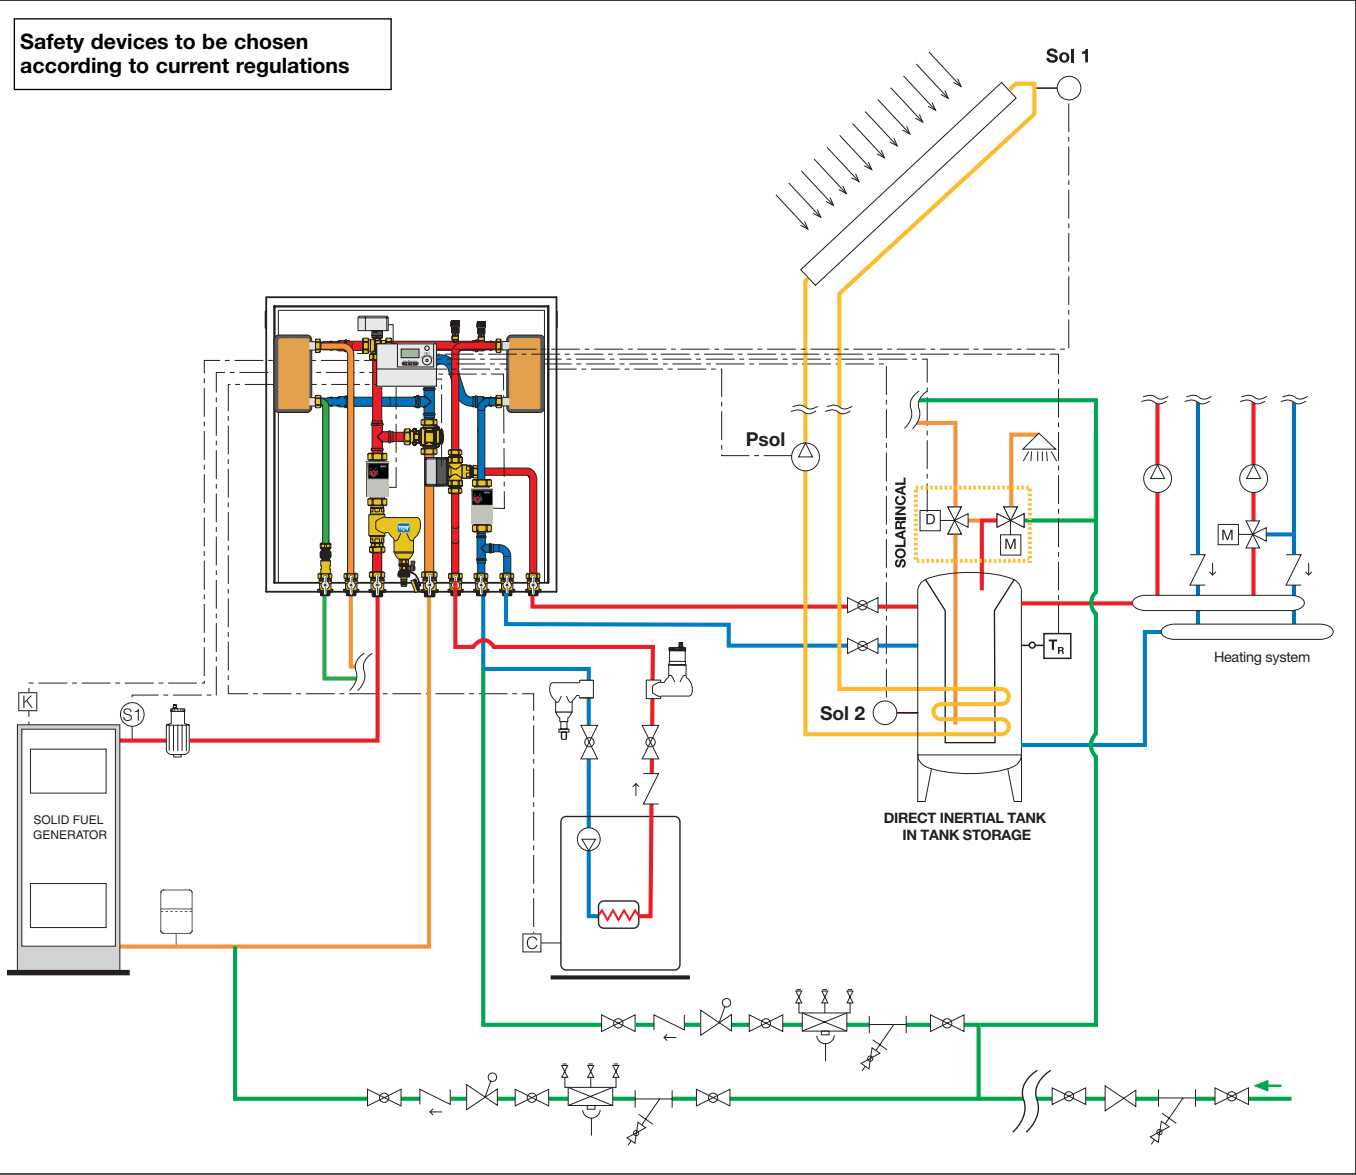 Safety devices to be chosen
according to current regulations
Sol 1
Psol
SOLARINCAL
D
M
M
T_R
Heating system
Sol 2
K
S1
SOLID FUEL
GENERATOR
DIRECT INERTIAL TANK
IN TANK STORAGE
C